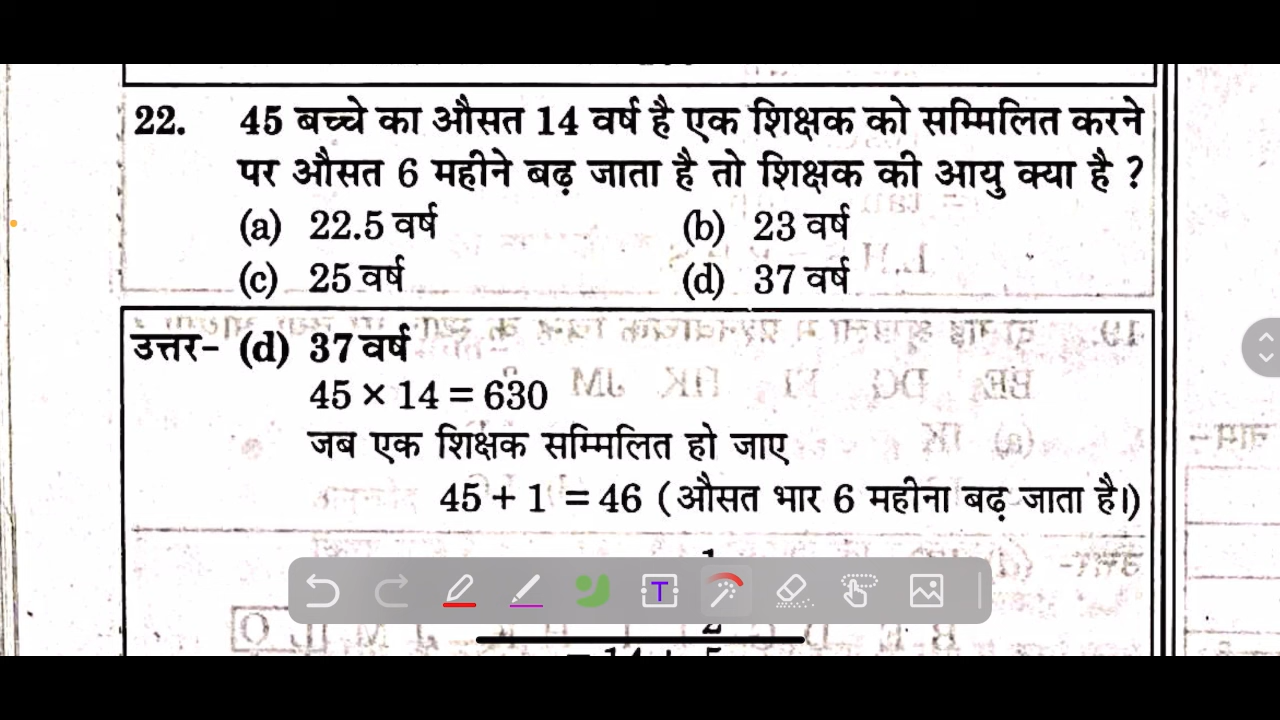 22. 45 बच्चे का औसत 14 वर्ष है एक शिक्षक को सम्मिलित करने
पर औसत 6 महीने बढ़ जाता है तो शिक्षक की आयु क्या है ?
(a) 22.5 वर्ष (b) 23 वर्ष
(c) 25 वर्ष (d) 37 वर्ष
उत्तर- (d) 37 वर्ष
45 × 14 = 630
जब एक शिक्षक सम्मिलित हो जाए
45 + 1 = 46 (औसत भार 6 महीना बढ़ जाता है।)
T